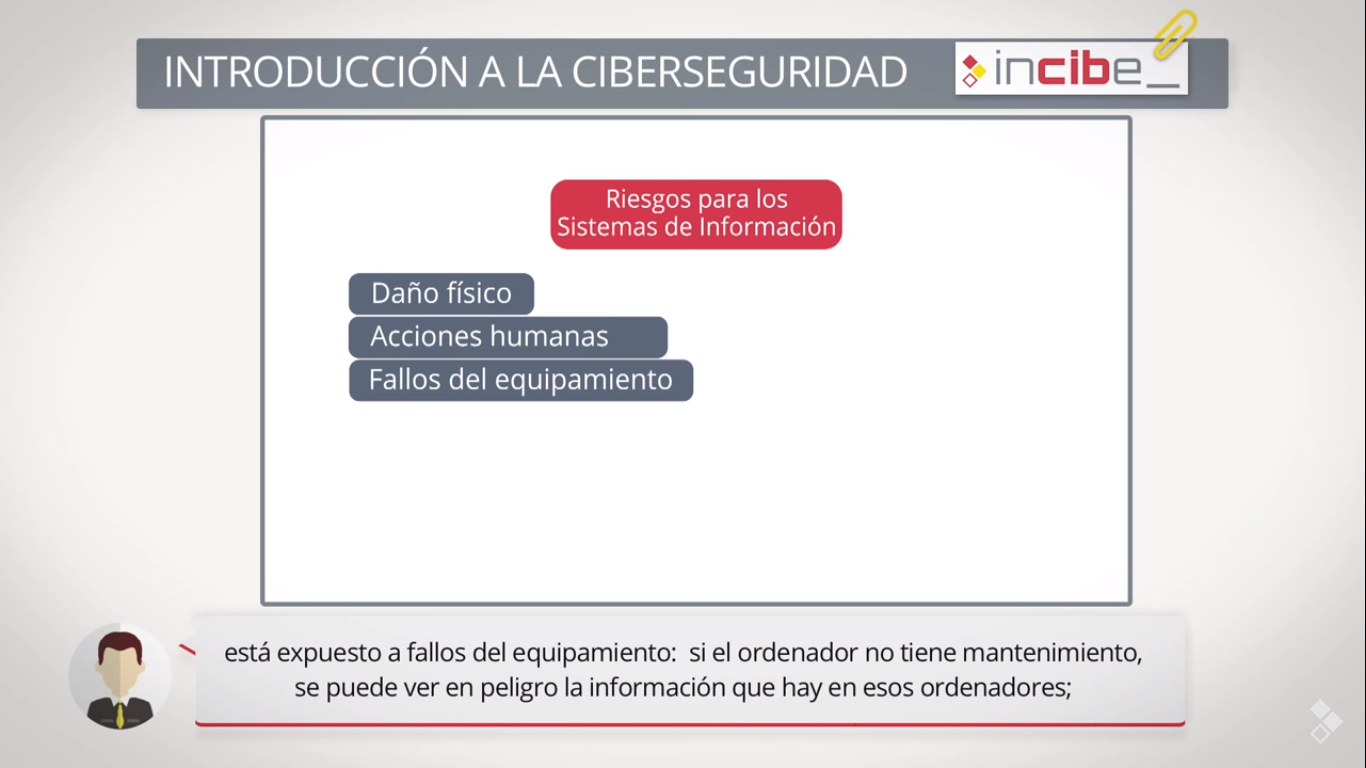 INTRODUCCIÓN A LA CIBERSEGURIDAD
incibe_
Riesgos para los
Sistemas de Información
Daño físico
Acciones humanas
Fallos del equipamiento
está expuesto a fallos del equipamiento: si el ordenador no tiene mantenimiento,
se puede ver en peligro la información que hay en esos ordenadores;